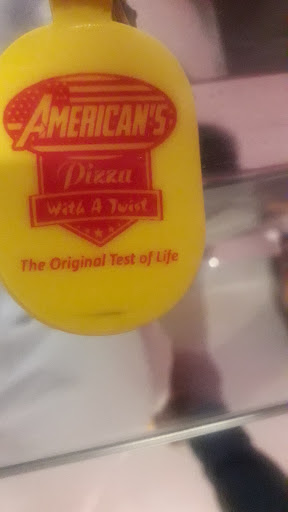 AMERICAN'S
Pizza
With A Twist
The Original Test of Life